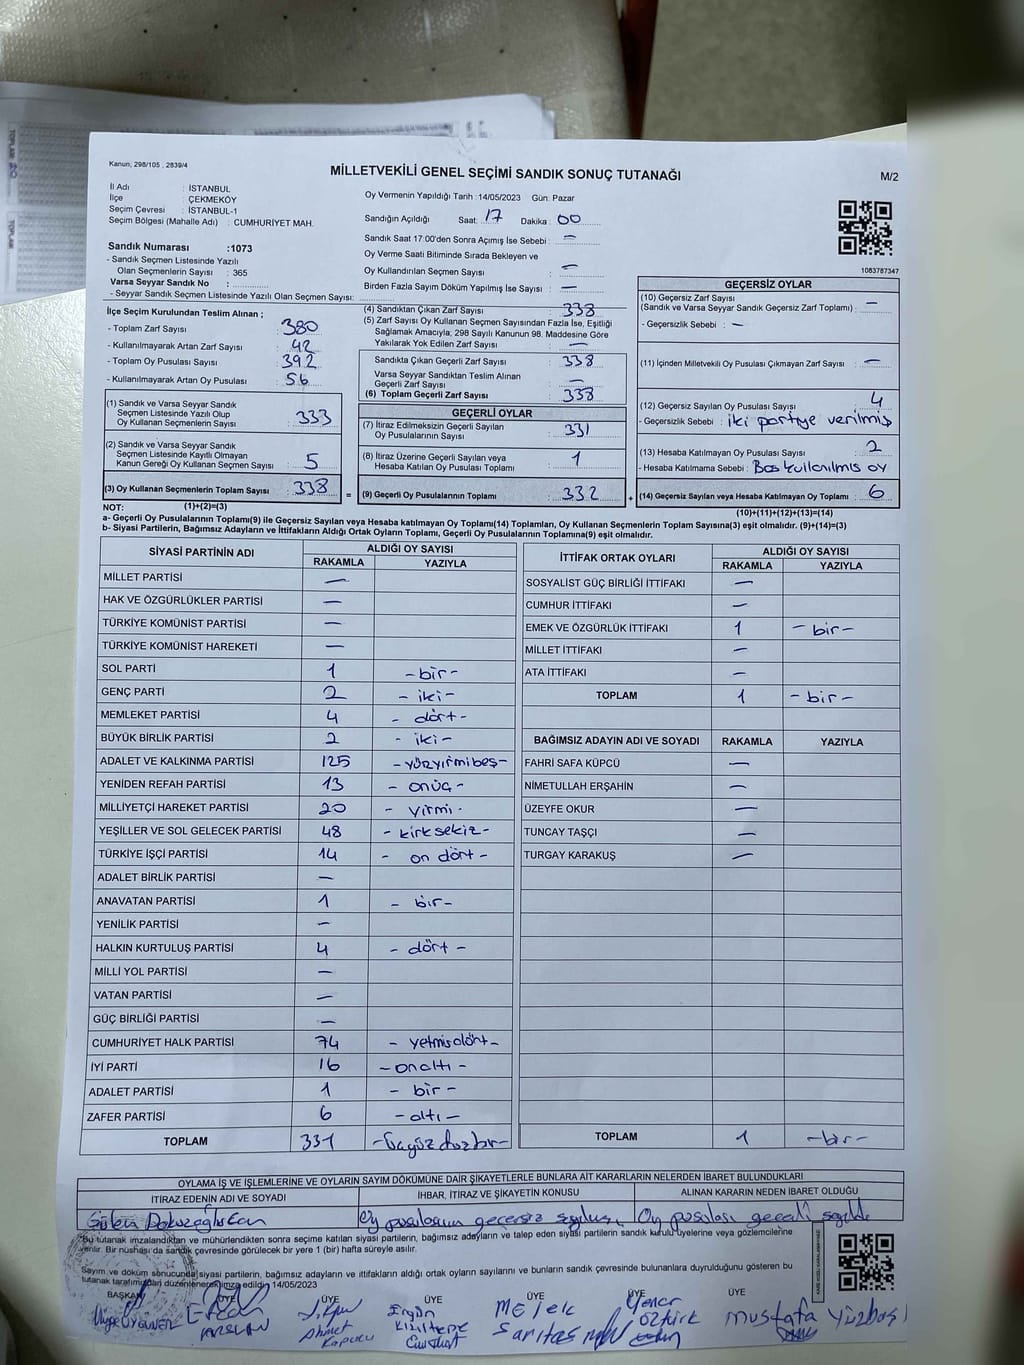 Kanun; 298/105 , 2839/4
MİLLETVEKİLİ GENEL SEÇİMİ SANDIK SONUÇ TUTANAĞI
M/2
İl Adı : İSTANBUL
İlçe : ÇEKMEKÖY
Seçim Çevresi : İSTANBUL-1
Seçim Bölgesi (Mahalle Adı) : CUMHURİYET MAH.
Oy Vermenin Yapıldığı Tarih : 14/05/2023 Gün: Pazar
Sandığın Açıldığı Saat: 17 Dakika : 00
Sandık Saat 17:00'den Sonra Açımış İse Sebebi : —
Oy Verme Saati Bitiminde Sırada Bekleyen ve
Oy Kullandırılan Seçmen Sayısı : —
Birden Fazla Sayım Döküm Yapılmış İse Sayısı : —
1083787347
Sandık Numarası :1073
- Sandık Seçmen Listesinde Yazılı
Olan Seçmenlerin Sayısı : 365
Varsa Seyyar Sandık No :
- Seyyar Sandık Seçmen Listesinde Yazılı Olan Seçmen Sayısı:
İlçe Seçim Kurulundan Teslim Alınan ;
- Toplam Zarf Sayısı : 380
- Kullanılmayarak Artan Zarf Sayısı : 42
- Toplam Oy Pusulası Sayısı : 392
- Kullanılmayarak Artan Oy Pusulası : 56
(1) Sandık ve Varsa Seyyar Sandık
Seçmen Listesinde Yazılı Olup
Oy Kullanan Seçmenlerin Sayısı : 333
(2) Sandık ve Varsa Seyyar Sandık
Seçmen Listesinde Kayıtlı Olmayan
Kanun Gereği Oy Kullanan Seçmen Sayısı : 5
(3) Oy Kullanan Seçmenlerin Toplam Sayısı : 338
(1)+(2)=(3)
(4) Sandıktan Çıkan Zarf Sayısı : 338
(5) Zarf Sayısı Oy Kullanan Seçmen Sayısından Fazla İse, Eşitliği
Sağlamak Amacıyla; 298 Sayılı Kanunun 98. Maddesine Göre
Yakılarak Yok Edilen Zarf Sayısı : —
Sandıkta Çıkan Geçerli Zarf Sayısı : 338
Varsa Seyyar Sandıktan Teslim Alınan
Geçerli Zarf Sayısı : —
(6) Toplam Geçerli Zarf Sayısı : 338
GEÇERLİ OYLAR
(7) İtiraz Edilmeksizin Geçerli Sayılan
Oy Pusulalarının Sayısı : 331
(8) İtiraz Üzerine Geçerli Sayılan veya
Hesaba Katılan Oy Pusulası Toplamı : 1
= (9) Geçerli Oy Pusulalarının Toplamı : 332
GEÇERSİZ OYLAR
(10) Geçersiz Zarf Sayısı
(Sandık ve Varsa Seyyar Sandık Geçersiz Zarf Toplamı) : —
- Geçersizlik Sebebi : —
(11) İçinden Milletvekili Oy Pusulası Çıkmayan Zarf Sayısı : —
(12) Geçersiz Sayılan Oy Pusulası Sayısı : 4
- Geçersizlik Sebebi : iki partiye verilmiş
(13) Hesaba Katılmayan Oy Pusulası Sayısı : 2
- Hesaba Katılmama Sebebi : Boş kullanılmış oy
+ (14) Geçersiz Sayılan veya Hesaba Katılmayan Oy Toplamı : 6
(10)+(11)+(12)+(13)=(14)
NOT:
a- Geçerli Oy Pusulalarının Toplamı(9) ile Geçersiz Sayılan veya Hesaba katılmayan Oy Toplamı(14) Toplamları, Oy Kullanan Seçmenlerin Toplam Sayısına(3) eşit olmalıdır. (9)+(14)=(3)
b- Siyasi Partilerin, Bağımsız Adayların ve İttifakların Aldığı Ortak Oyların Toplamı, Geçerli Oy Pusulalarının Toplamına(9) eşit olmalıdır.
SİYASİ PARTİNİN ADI ALDIĞI OY SAYISI
RAKAMLA YAZIYLA
MİLLET PARTİSİ —
HAK VE ÖZGÜRLÜKLER PARTİSİ —
TÜRKİYE KOMÜNİST PARTİSİ —
TÜRKİYE KOMÜNİST HAREKETİ —
SOL PARTİ 1 -bir-
GENÇ PARTİ 2 - iki -
MEMLEKET PARTİSİ 4 - dört -
BÜYÜK BİRLİK PARTİSİ 2 - iki -
ADALET VE KALKINMA PARTİSİ 125 -yüzyirmibeş-
YENİDEN REFAH PARTİSİ 13 - onüç -
MİLLİYETÇİ HAREKET PARTİSİ 20 - yirmi -
YEŞİLLER VE SOL GELECEK PARTİSİ 48 - kırksekiz-
TÜRKİYE İŞÇİ PARTİSİ 14 - on dört -
ADALET BİRLİK PARTİSİ —
ANAVATAN PARTİSİ 1 - bir -
YENİLİK PARTİSİ —
HALKIN KURTULUŞ PARTİSİ 4 - dört -
MİLLİ YOL PARTİSİ —
VATAN PARTİSİ —
GÜÇ BİRLİĞİ PARTİSİ —
CUMHURİYET HALK PARTİSİ 74 - yetmişdört -
İYİ PARTİ 16 - onaltı -
ADALET PARTİSİ 1 - bir -
ZAFER PARTİSİ 6 - altı -
TOPLAM 331
İTTİFAK ORTAK OYLARI ALDIĞI OY SAYISI
RAKAMLA YAZIYLA
SOSYALİST GÜÇ BİRLİĞİ İTTİFAKI —
CUMHUR İTTİFAKI —
EMEK VE ÖZGÜRLÜK İTTİFAKI 1 - bir -
MİLLET İTTİFAKI —
ATA İTTİFAKI —
TOPLAM 1 - bir -
BAĞIMSIZ ADAYIN ADI VE SOYADI RAKAMLA YAZIYLA
FAHRİ SAFA KÜPCÜ —
NİMETULLAH ERŞAHİN —
ÜZEYFE OKUR —
TUNCAY TAŞÇI —
TURGAY KARAKUŞ —
TOPLAM 1 -bir-
OYLAMA İŞ VE İŞLEMLERİNE VE OYLARIN SAYIM DÖKÜMÜNE DAİR ŞİKAYETLERLE BUNLARA AİT KARARLARIN NELERDEN İBARET BULUNDUKLARI
İTİRAZ EDENİN ADI VE SOYADI İHBAR, İTİRAZ VE ŞİKAYETİN KONUSU ALINAN KARARIN NEDEN İBARET OLDUĞU
Oy pusulasının geçersiz sayılması Oy pusulası geçerli sayıldı
Bu tutanak imzalandıktan ve mühürlendikten sonra seçime katılan siyasi partilerin, bağımsız adayların ve talep eden siyasi partilerin sandık kurulu üyelerine veya gözlemcilerine
verilir. Bir nüshası da sandık çevresinde görülecek bir yere 1 (bir) hafta süreyle asılır.
Sayım ve döküm sonucunda siyasi partilerin, bağımsız adayların ve ittifakların aldığı ortak oyların sayılarını ve bunların sandık çevresinde bulunanlara duyrulduğunu gösteren bu
tutanak tarafımızdan düzenlenerek imza edildi. 14/05/2023
BAŞKAN ÜYE ÜYE ÜYE ÜYE ÜYE ÜYE
ARSLAN Ahmet Kapucu Ergün Kızıltepe Melek Sarıtaş Yener Öztürk Mustafa Yüzbaşı